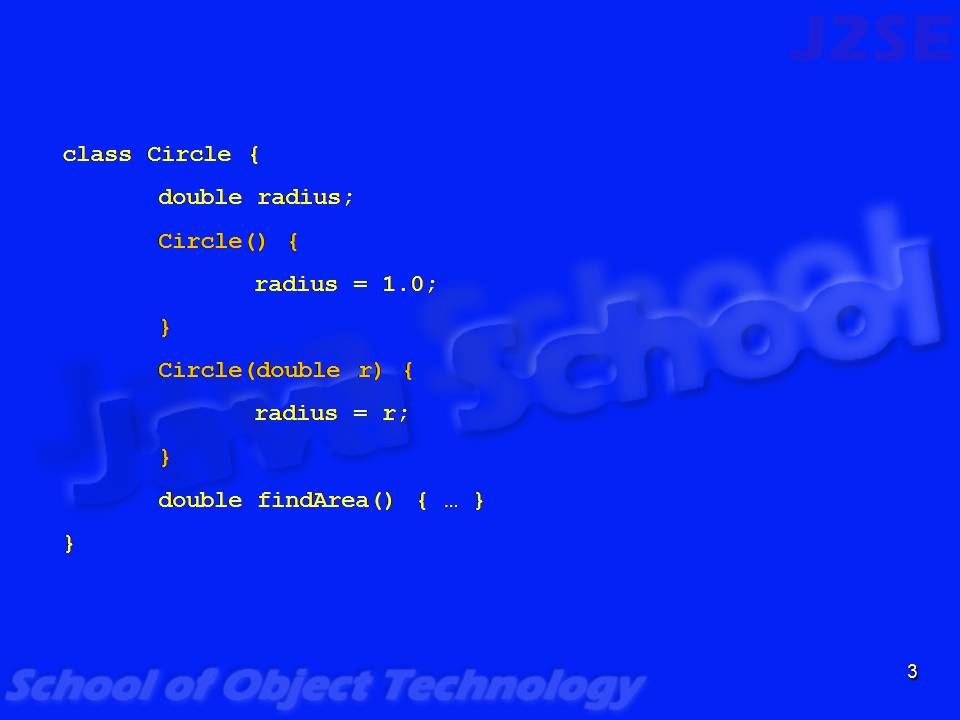 J2SE
class Circle {
double radius;
Circle() {
radius = 1.0;
}
Circle(double r) {
radius = r;
}
double findArea() { … }
}
Java School
School of Object Technology
3